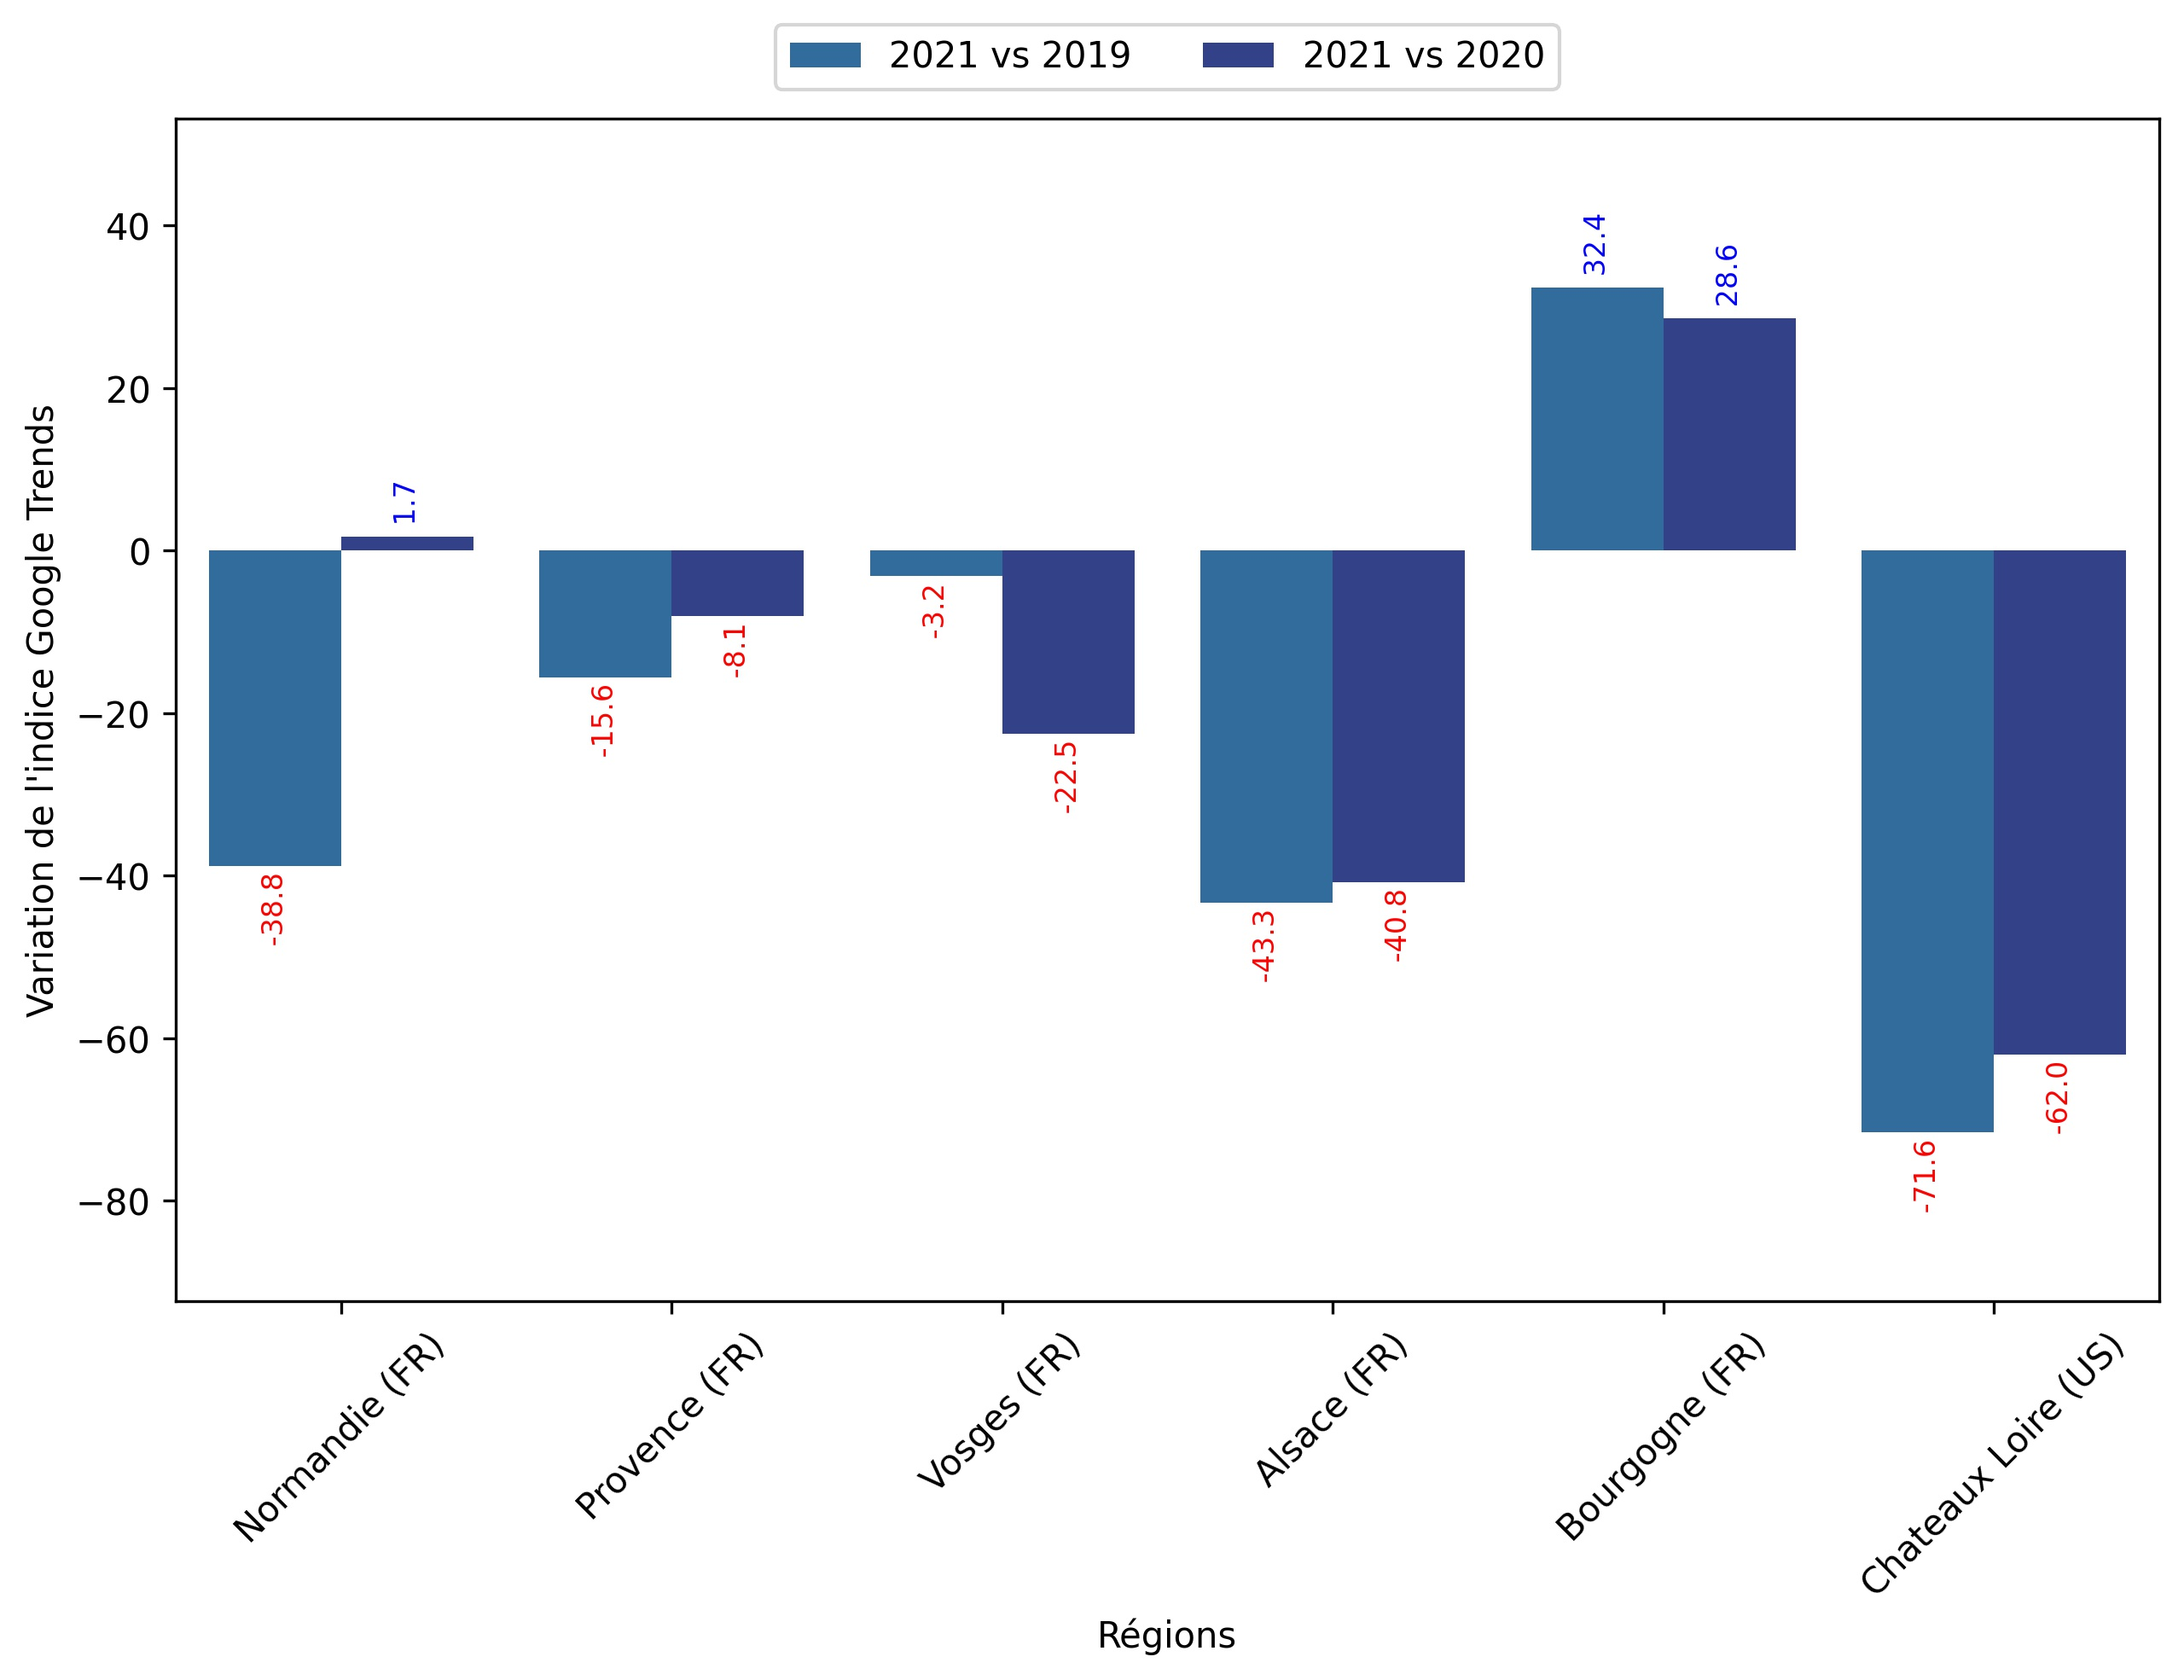 2021 vs 2019
2021 vs 2020
Variation de l'indice Google Trends
40
20
0
−20
−40
−60
−80
-38.8
1.7
-15.6
-8.1
-3.2
-22.5
-43.3
-40.8
32.4
28.6
-71.6
-62.0
Normandie (FR)
Provence (FR)
Vosges (FR)
Alsace (FR)
Bourgogne (FR)
Chateaux Loire (US)
Régions